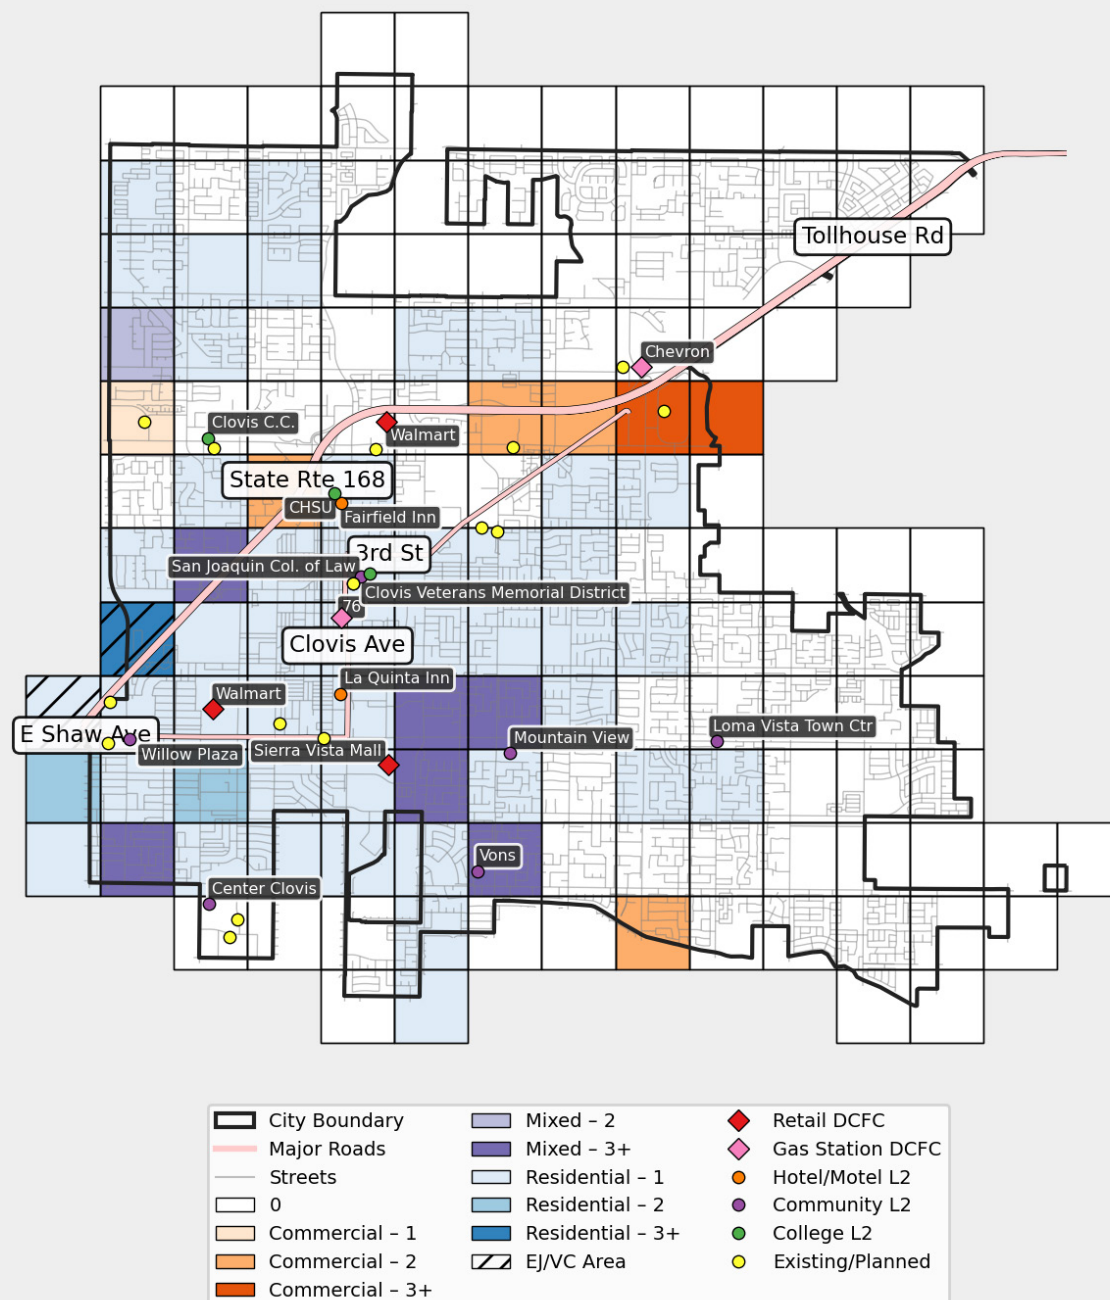 Tollhouse Rd
Chevron
Clovis C.C.
Walmart
State Rte 168
CHSU
Fairfield Inn
3rd St
San Joaquin Col. of Law
Clovis Veterans Memorial District
76
Clovis Ave
La Quinta Inn
Walmart
E Shaw Ave
Willow Plaza
Sierra Vista Mall
Mountain View
Loma Vista Town Ctr
Vons
Center Clovis
City Boundary
Major Roads
Streets
0
Commercial – 1
Commercial – 2
Commercial – 3+
Mixed – 2
Mixed – 3+
Residential – 1
Residential – 2
Residential – 3+
EJ/VC Area
Retail DCFC
Gas Station DCFC
Hotel/Motel L2
Community L2
College L2
Existing/Planned